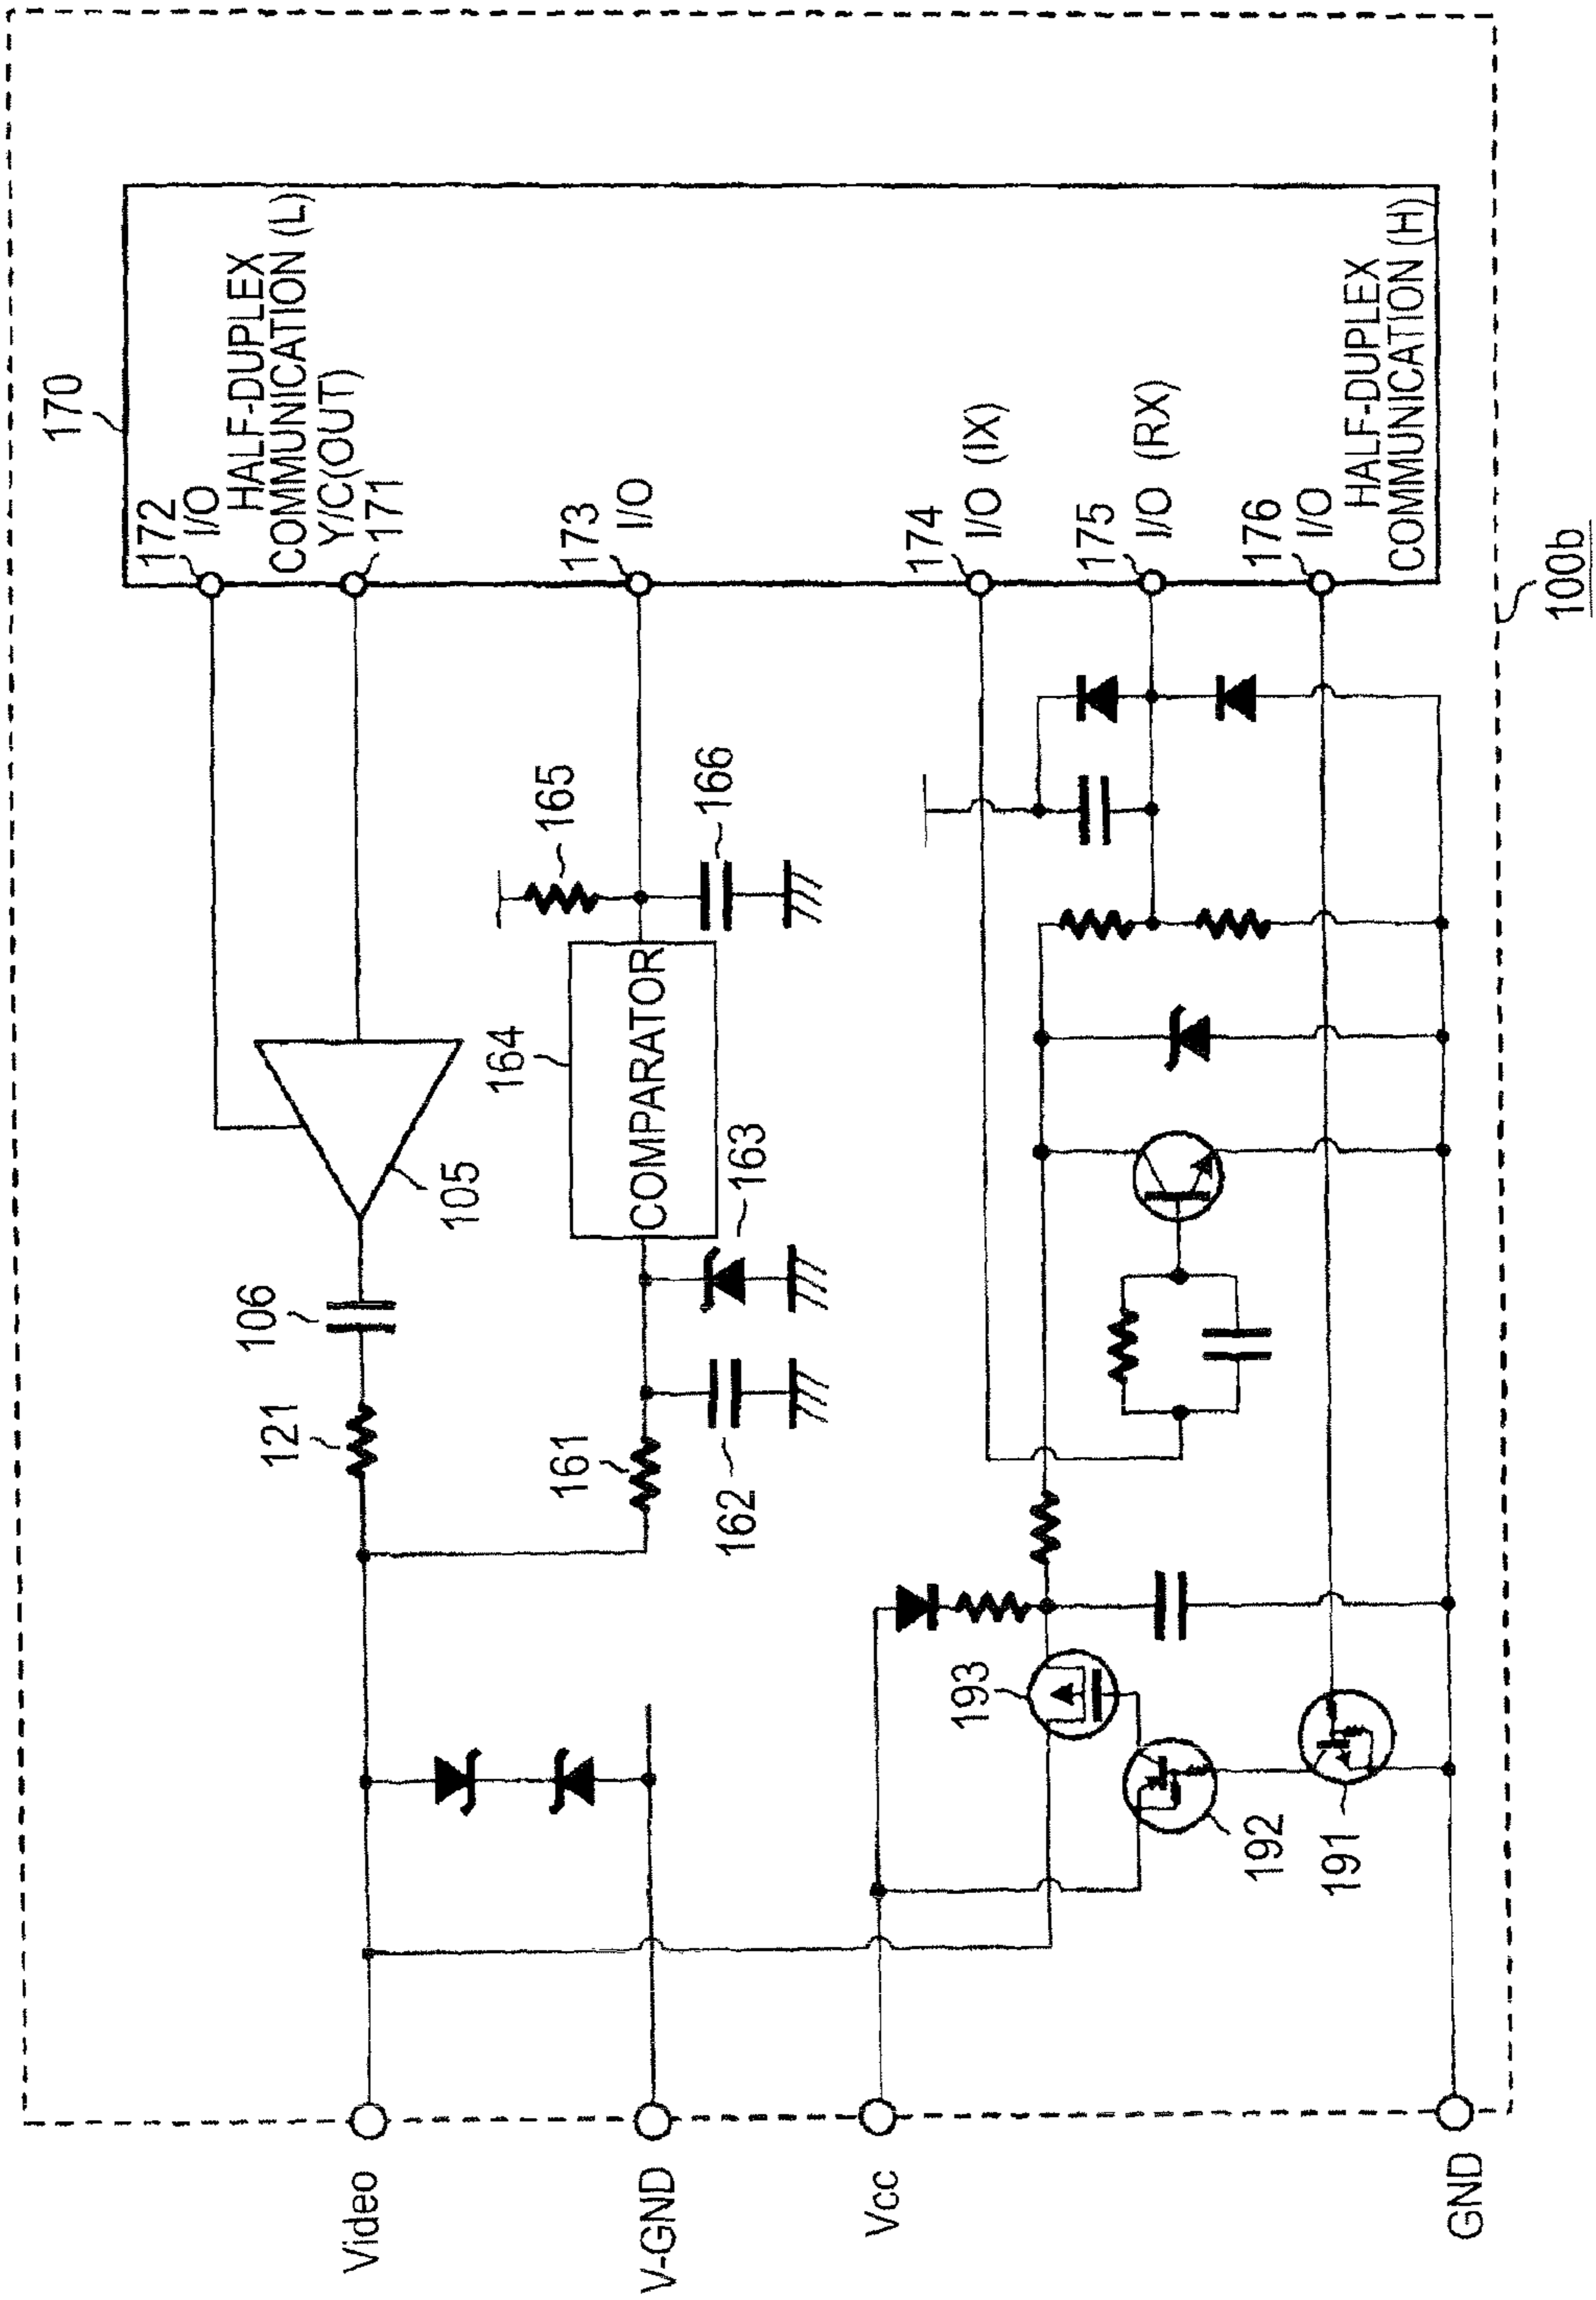 170
172
I/O
HALF-DUPLEX
COMMUNICATION (L)
Y/C(OUT)
171
173
I/O
174
I/O (IX)
175
I/O (RX)
176
I/O
HALF-DUPLEX
COMMUNICATION (H)
100b
105
106
121
164
COMPARATOR
165
166
163
161
162
193
192
191
Video
V-GND
Vcc
GND